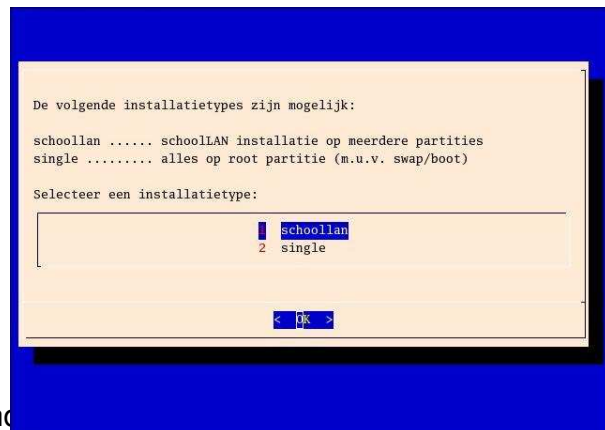 De volgende installatietypes zijn mogelijk:
schoollan ...... schoolLAN installatie op meerdere partities
single ......... alles op root partitie (m.u.v. swap/boot)
Selecteer een installatietype:
1 schoollan
2 single
< OK >